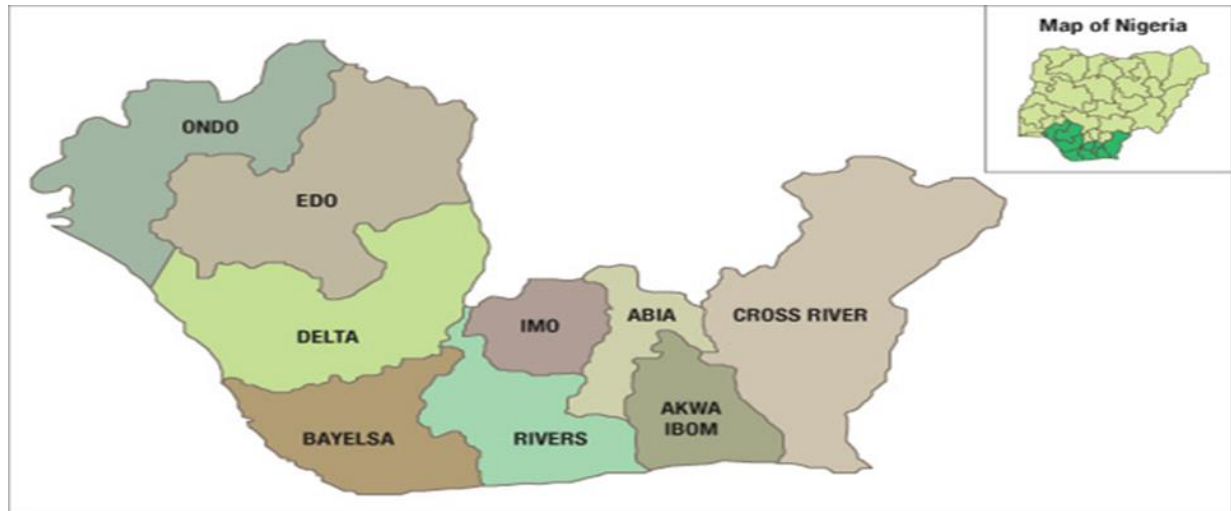 Map of Nigeria
ONDO
EDO
DELTA
IMO
ABIA
CROSS RIVER
AKWA
IBOM
BAYELSA
RIVERS